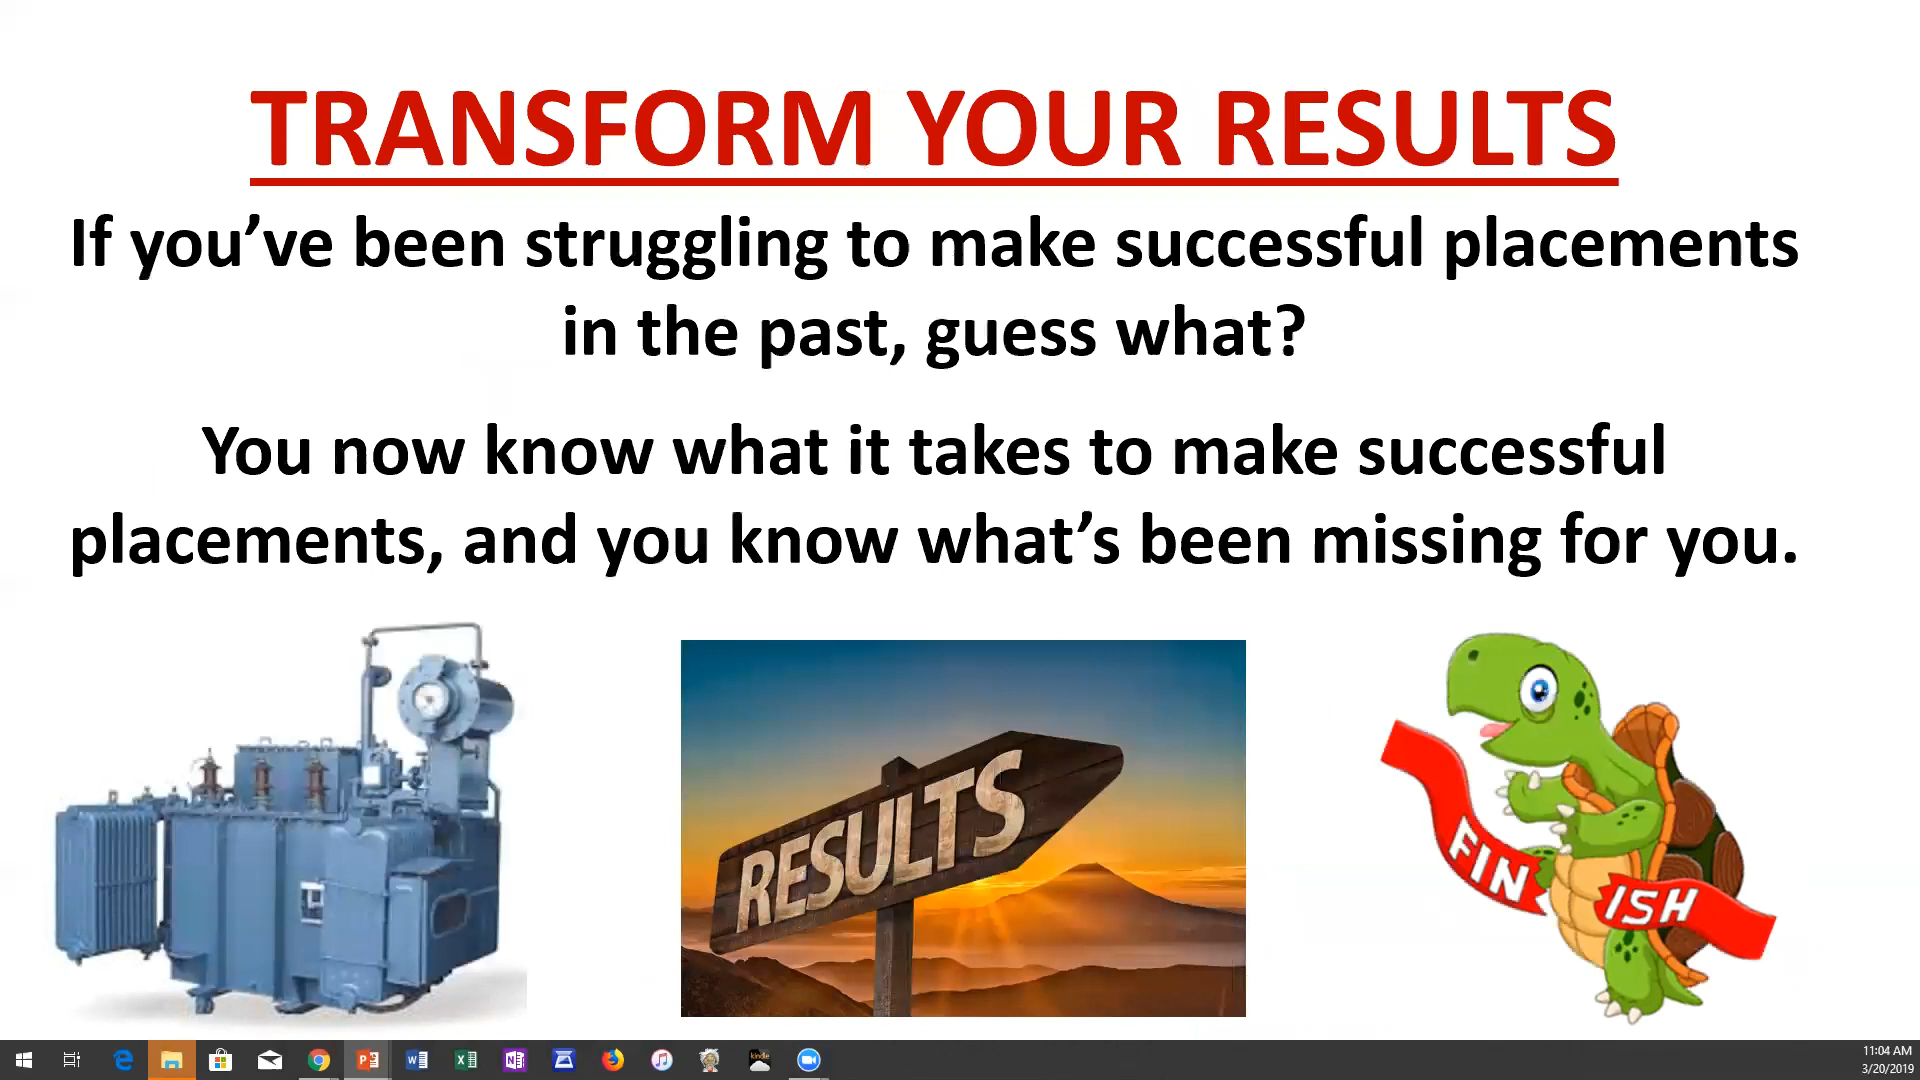 TRANSFORM YOUR RESULTS
If you’ve been struggling to make successful placements
in the past, guess what?
You now know what it takes to make successful
placements, and you know what’s been missing for you.
RESULTS
FIN
ISH
kindle
11:04 AM
3/20/2019